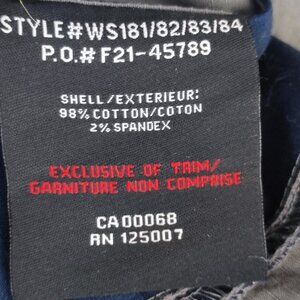 STYLE#WS181/82/83/84
P.O.# F21-45789
SHELL/EXTERIEUR:
98% COTTON/COTON
2% SPANDEX
EXCLUSIVE OF TRIM/
GARNITURE NON COMPRISE
CA00068
RN 125007